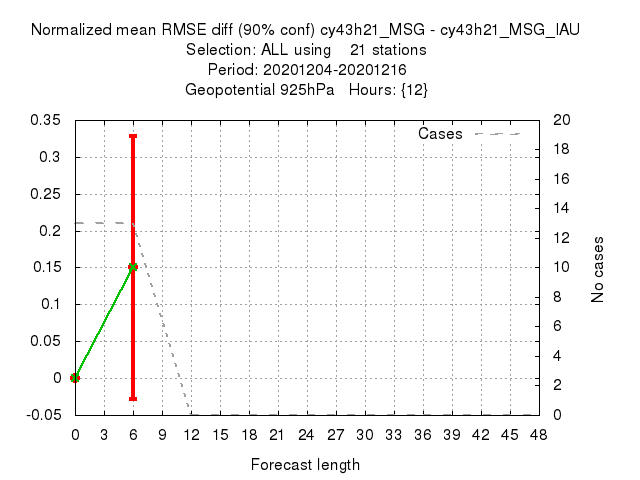 Normalized mean RMSE diff (90% conf) cy43h21_MSG - cy43h21_MSG_IAU
Selection: ALL using    21 stations
Period: 20201204-20201216
Geopotential 925hPa   Hours: {12}
Cases
0.35
0.3
0.25
0.2
0.15
0.1
0.05
0
-0.05
20
18
16
14
12
10
8
6
4
2
0
No cases
0 3 6 9 12 15 18 21 24 27 30 33 36 39 42 45 48
Forecast length